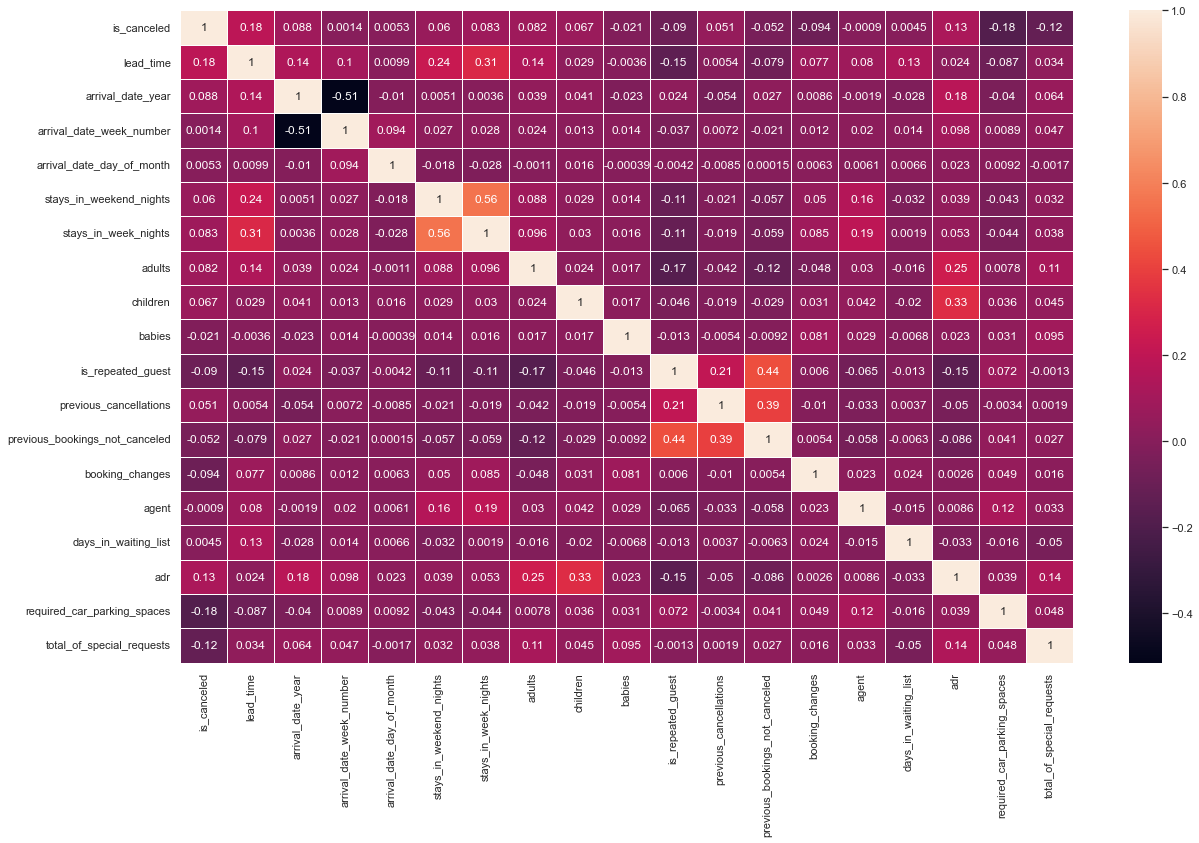 is_canceled 1 0.18 0.088 0.0014 0.0053 0.06 0.083 0.082 0.067 -0.021 -0.09 0.051 -0.052 -0.094 -0.0009 0.0045 0.13 -0.18 -0.12
lead_time 0.18 1 0.14 0.1 0.0099 0.24 0.31 0.14 0.029 -0.0036 -0.15 0.0054 -0.079 0.077 0.08 0.13 0.024 -0.087 0.034
arrival_date_year 0.088 0.14 1 -0.51 -0.01 0.0051 0.0036 0.039 0.041 -0.023 0.024 -0.054 0.027 0.0086 -0.0019 -0.028 0.18 -0.04 0.064
arrival_date_week_number 0.0014 0.1 -0.51 1 0.094 0.027 0.028 0.024 0.013 0.014 -0.037 0.0072 -0.021 0.012 0.02 0.014 0.098 0.0089 0.047
arrival_date_day_of_month 0.0053 0.0099 -0.01 0.094 1 -0.018 -0.028 -0.0011 0.016 -0.00039 -0.0042 -0.0085 0.00015 0.0063 0.0061 0.0066 0.023 0.0092 -0.0017
stays_in_weekend_nights 0.06 0.24 0.0051 0.027 -0.018 1 0.56 0.088 0.029 0.014 -0.11 -0.021 -0.057 0.05 0.16 -0.032 0.039 -0.043 0.032
stays_in_week_nights 0.083 0.31 0.0036 0.028 -0.028 0.56 1 0.096 0.03 0.016 -0.11 -0.019 -0.059 0.085 0.19 0.0019 0.053 -0.044 0.038
adults 0.082 0.14 0.039 0.024 -0.0011 0.088 0.096 1 0.024 0.017 -0.17 -0.042 -0.12 -0.048 0.03 -0.016 0.25 0.0078 0.11
children 0.067 0.029 0.041 0.013 0.016 0.029 0.03 0.024 1 0.017 -0.046 -0.019 -0.029 0.031 0.042 -0.02 0.33 0.036 0.045
babies -0.021 -0.0036 -0.023 0.014 -0.00039 0.014 0.016 0.017 0.017 1 -0.013 -0.0054 -0.0092 0.081 0.029 -0.0068 0.023 0.031 0.095
is_repeated_guest -0.09 -0.15 0.024 -0.037 -0.0042 -0.11 -0.11 -0.17 -0.046 -0.013 1 0.21 0.44 0.006 -0.065 -0.013 -0.15 0.072 -0.0013
previous_cancellations 0.051 0.0054 -0.054 0.0072 -0.0085 -0.021 -0.019 -0.042 -0.019 -0.0054 0.21 1 0.39 -0.01 -0.033 0.0037 -0.05 -0.0034 0.0019
previous_bookings_not_canceled -0.052 -0.079 0.027 -0.021 0.00015 -0.057 -0.059 -0.12 -0.029 -0.0092 0.44 0.39 1 0.0054 -0.058 -0.0063 -0.086 0.041 0.027
booking_changes -0.094 0.077 0.0086 0.012 0.0063 0.05 0.085 -0.048 0.031 0.081 0.006 -0.01 0.0054 1 0.023 0.024 0.0026 0.049 0.016
agent -0.0009 0.08 -0.0019 0.02 0.0061 0.16 0.19 0.03 0.042 0.029 -0.065 -0.033 -0.058 0.023 1 -0.015 0.0086 0.12 0.033
days_in_waiting_list 0.0045 0.13 -0.028 0.014 0.0066 -0.032 0.0019 -0.016 -0.02 -0.0068 -0.013 0.0037 -0.0063 0.024 -0.015 1 -0.033 -0.016 -0.05
adr 0.13 0.024 0.18 0.098 0.023 0.039 0.053 0.25 0.33 0.023 -0.15 -0.05 -0.086 0.0026 0.0086 -0.033 1 0.039 0.14
required_car_parking_spaces -0.18 -0.087 -0.04 0.0089 0.0092 -0.043 -0.044 0.0078 0.036 0.031 0.072 -0.0034 0.041 0.049 0.12 -0.016 0.039 1 0.048
total_of_special_requests -0.12 0.034 0.064 0.047 -0.0017 0.032 0.038 0.11 0.045 0.095 -0.0013 0.0019 0.027 0.016 0.033 -0.05 0.14 0.048 1
is_canceled
lead_time
arrival_date_year
arrival_date_week_number
arrival_date_day_of_month
stays_in_weekend_nights
stays_in_week_nights
adults
children
babies
is_repeated_guest
previous_cancellations
previous_bookings_not_canceled
booking_changes
agent
days_in_waiting_list
adr
required_car_parking_spaces
total_of_special_requests
1.0
0.8
0.6
0.4
0.2
0.0
-0.2
-0.4